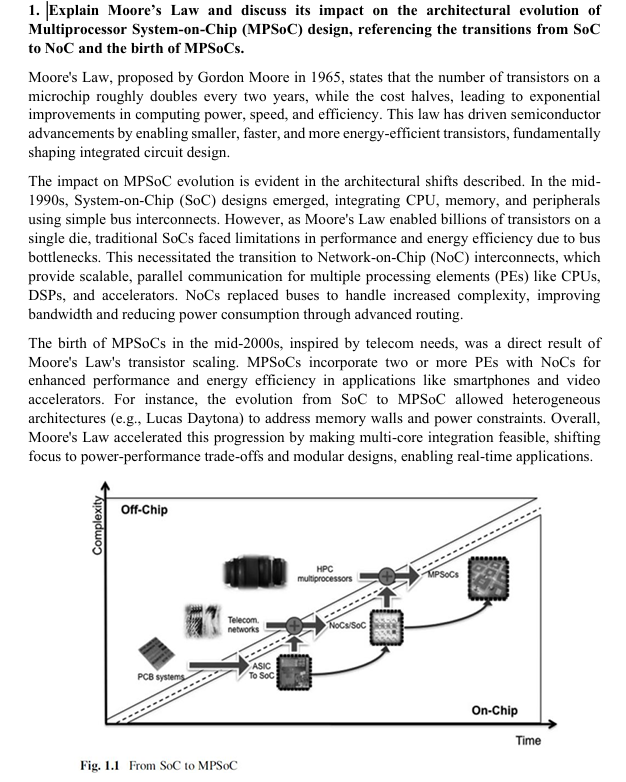 1. Explain Moore's Law and discuss its impact on the architectural evolution of
Multiprocessor System-on-Chip (MPSoC) design, referencing the transitions from SoC
to NoC and the birth of MPSoCs.
Moore's Law, proposed by Gordon Moore in 1965, states that the number of transistors on a
microchip roughly doubles every two years, while the cost halves, leading to exponential
improvements in computing power, speed, and efficiency. This law has driven semiconductor
advancements by enabling smaller, faster, and more energy-efficient transistors, fundamentally
shaping integrated circuit design.
The impact on MPSoC evolution is evident in the architectural shifts described. In the mid-
1990s, System-on-Chip (SoC) designs emerged, integrating CPU, memory, and peripherals
using simple bus interconnects. However, as Moore's Law enabled billions of transistors on a
single die, traditional SoCs faced limitations in performance and energy efficiency due to bus
bottlenecks. This necessitated the transition to Network-on-Chip (NoC) interconnects, which
provide scalable, parallel communication for multiple processing elements (PEs) like CPUs,
DSPs, and accelerators. NoCs replaced buses to handle increased complexity, improving
bandwidth and reducing power consumption through advanced routing.
The birth of MPSoCs in the mid-2000s, inspired by telecom needs, was a direct result of
Moore's Law's transistor scaling. MPSoCs incorporate two or more PEs with NoCs for
enhanced performance and energy efficiency in applications like smartphones and video
accelerators. For instance, the evolution from SoC to MPSoC allowed heterogeneous
architectures (e.g., Lucas Daytona) to address memory walls and power constraints. Overall,
Moore's Law accelerated this progression by making multi-core integration feasible, shifting
focus to power-performance trade-offs and modular designs, enabling real-time applications.
Complexity
Off-Chip
HPC
multiprocessors
MPSoCs
Telecom.
networks
NoCs/SoC
PCB systems
ASIC
To SoC
On-Chip
Time
Fig. 1.1 From SoC to MPSoC